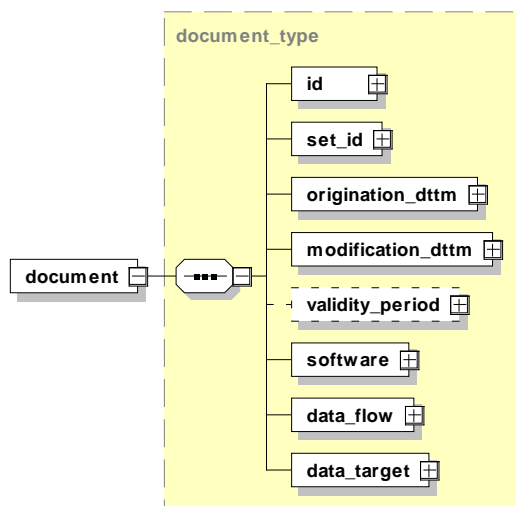 document_type
id
set_id
origination_dttm
modification_dttm
document
validity_period
software
data_flow
data_target